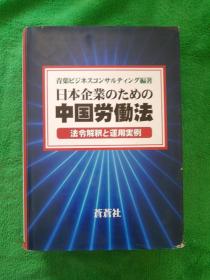 青葉ビジネスコンサルティング編著
日本企業のための
中国労働法
法令解釈と運用実例
蒼蒼社